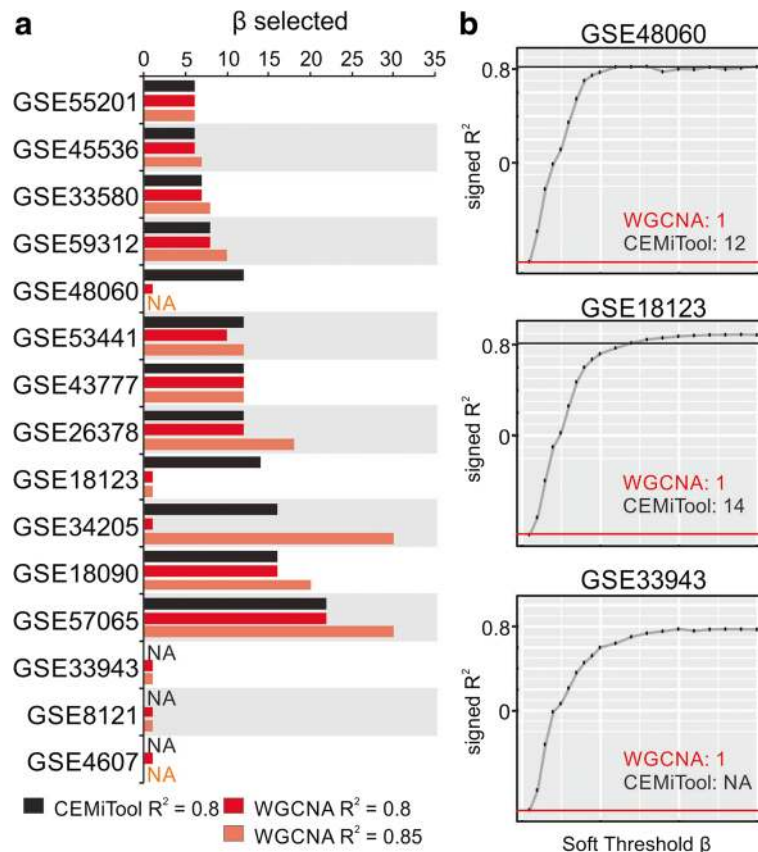 a
β selected
0 5 10 15 20 25 30 35
GSE55201
GSE45536
GSE33580
GSE59312
GSE48060
NA
GSE53441
GSE43777
GSE26378
GSE18123
GSE34205
GSE18090
GSE57065
NA
GSE33943
NA
GSE8121
NA
GSE4607
NA
CEMiTool R² = 0.8
WGCNA R² = 0.8
WGCNA R² = 0.85
b
GSE48060
0.8
0
signed R²
WGCNA: 1
CEMiTool: 12
GSE18123
0.8
0
signed R²
WGCNA: 1
CEMiTool: 14
GSE33943
0.8
0
signed R²
WGCNA: 1
CEMiTool: NA
Soft Threshold β